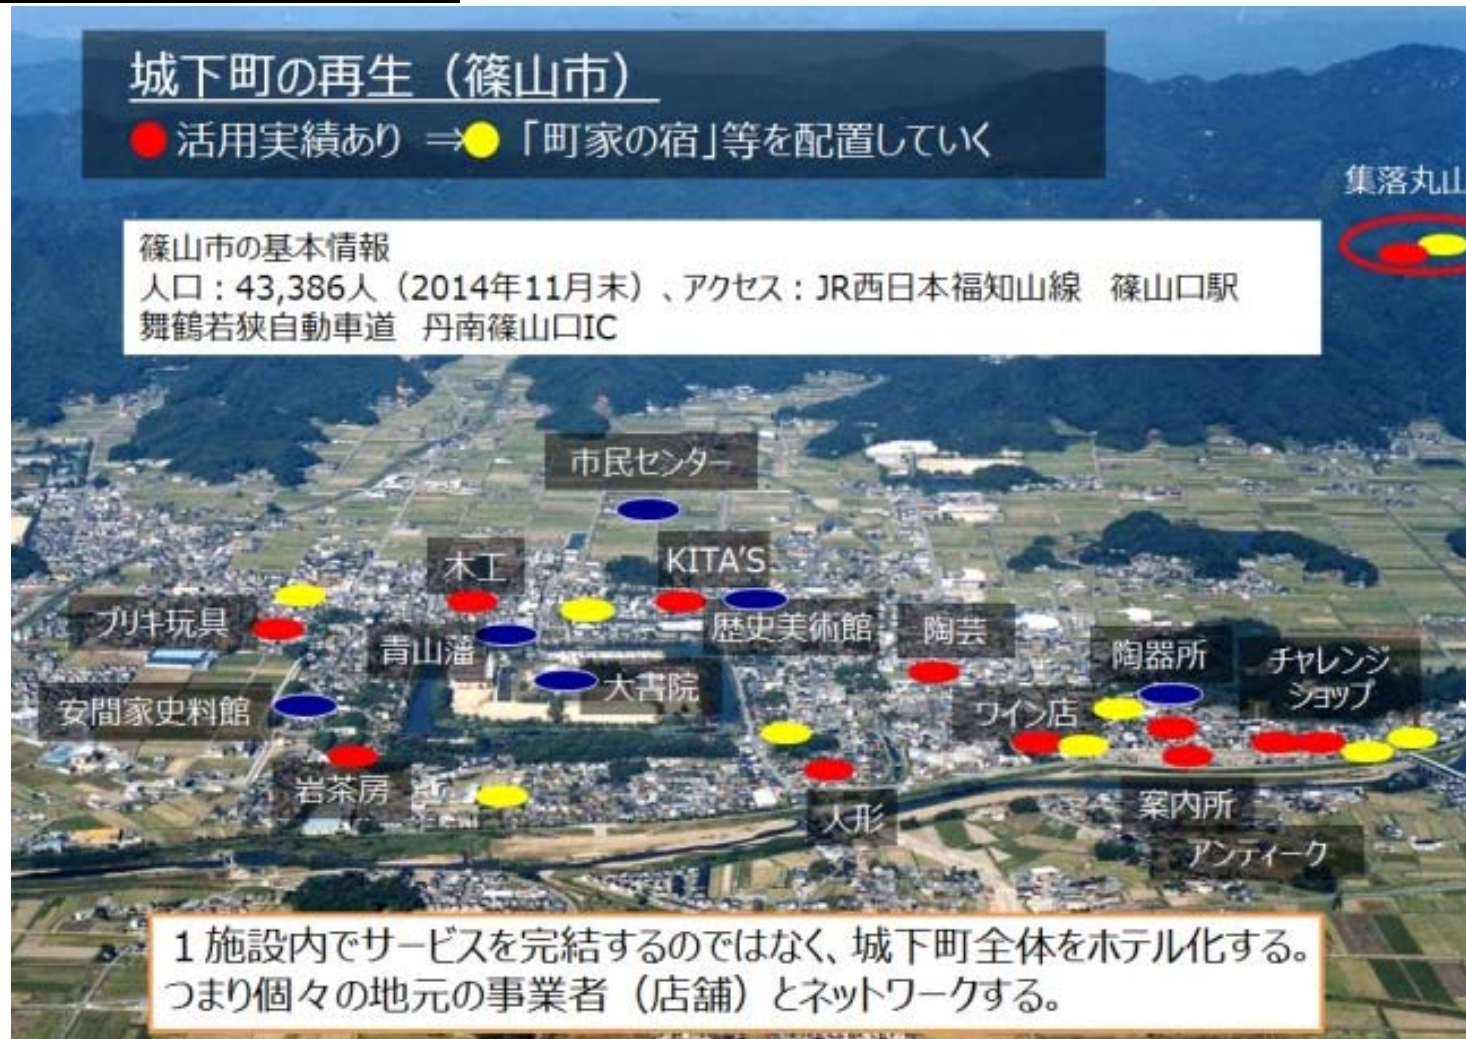 城下町の再生（篠山市）
活用実績あり ⇒ 「町家の宿」等を配置していく
集落丸山
篠山市の基本情報
人口：43,386人（2014年11月末）、アクセス：JR西日本福知山線　篠山口駅
舞鶴若狭自動車道　丹南篠山口IC
市民センター
木工
KITA'S
ブリキ玩具
青山藩
歴史美術館
陶芸
陶器所
チャレンジ
ショップ
安間家史料館
大書院
ワイン店
岩茶房
人形
案内所
アンティーク
1施設内でサービスを完結するのではなく、城下町全体をホテル化する。
つまり個々の地元の事業者（店舗）とネットワークする。